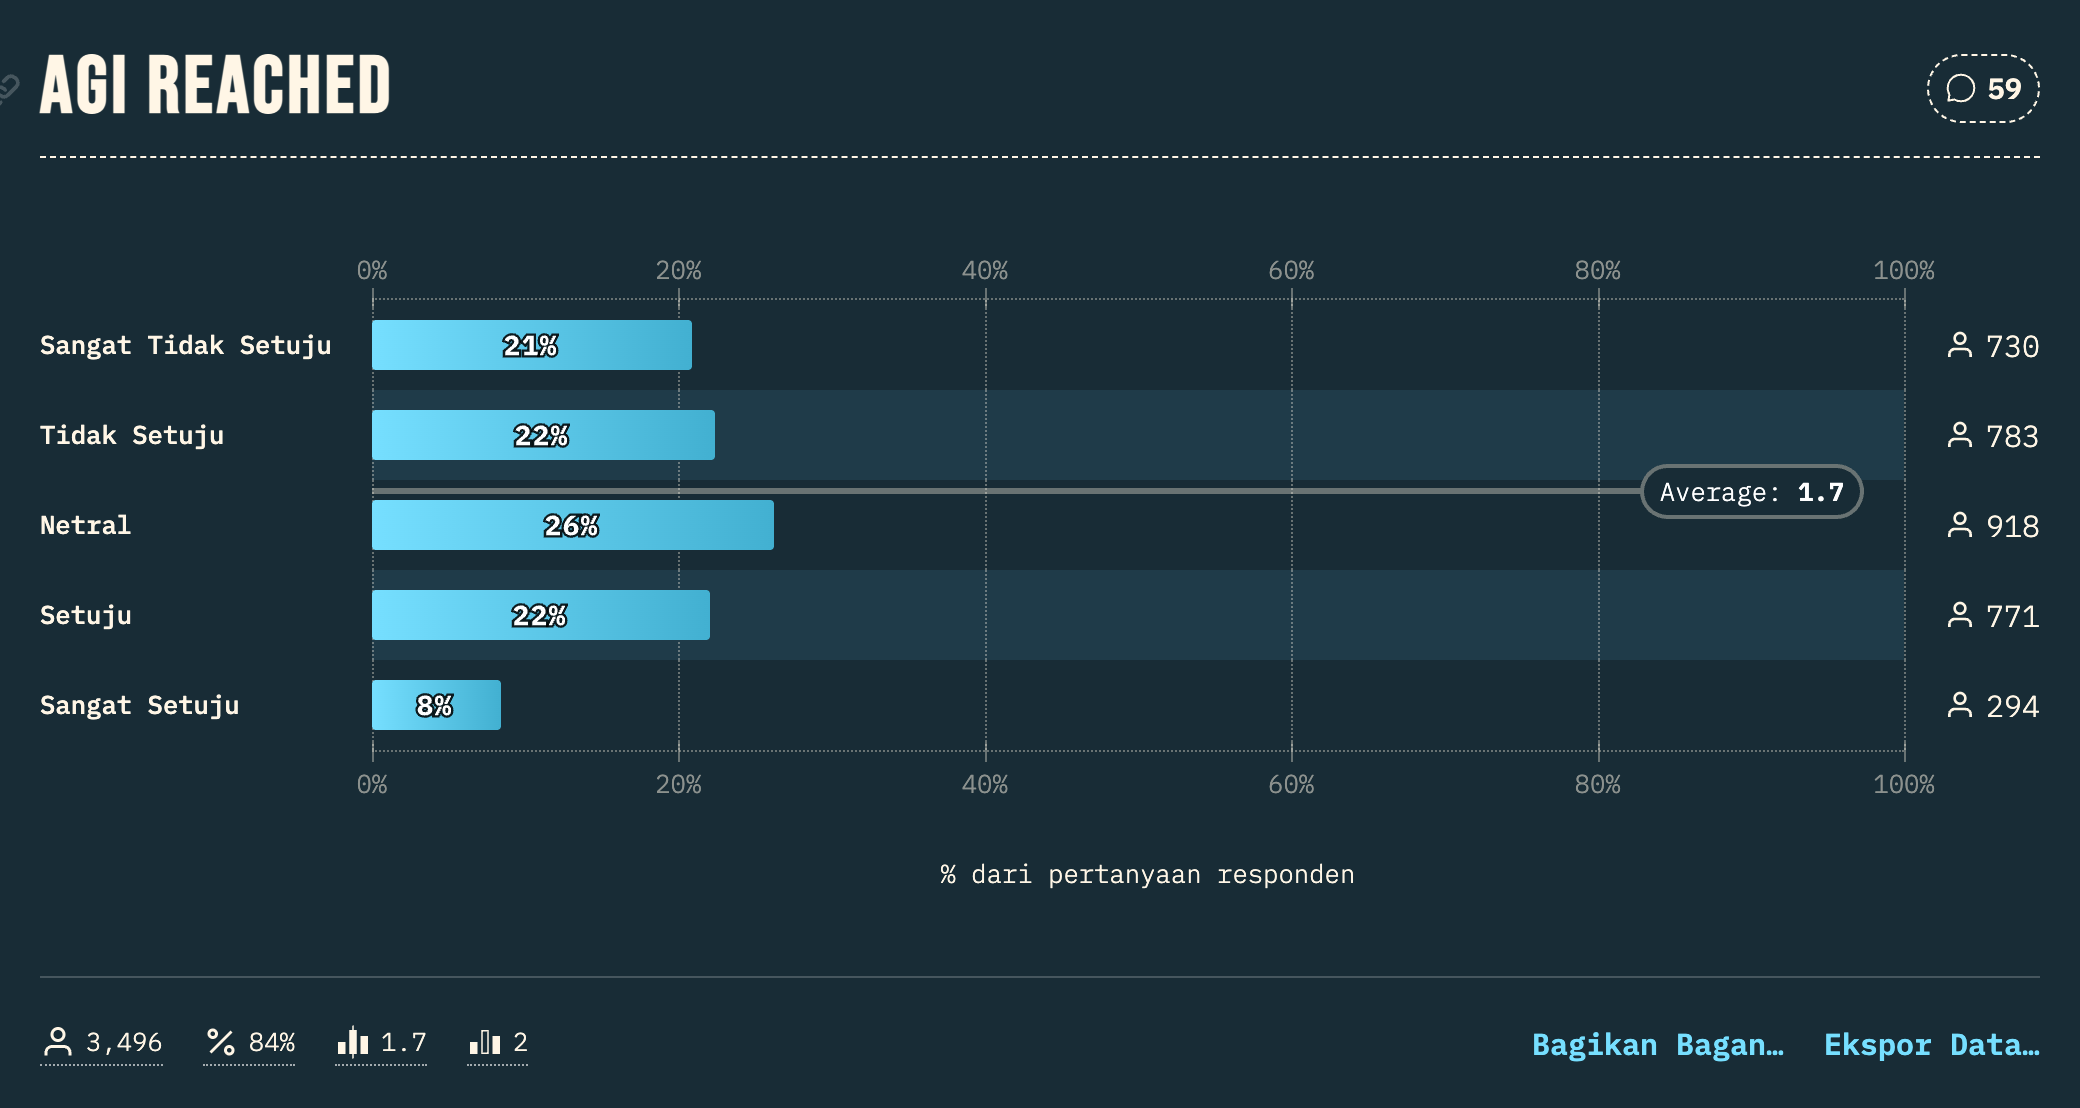 AGI REACHED
59
0% 20% 40% 60% 80% 100%
Sangat Tidak Setuju 21% 730
Tidak Setuju 22% 783
Average: 1.7
Netral 26% 918
Setuju 22% 771
Sangat Setuju 8% 294
0% 20% 40% 60% 80% 100%
% dari pertanyaan responden
3,496 84% 1.7 2 Bagikan Bagan… Ekspor Data…